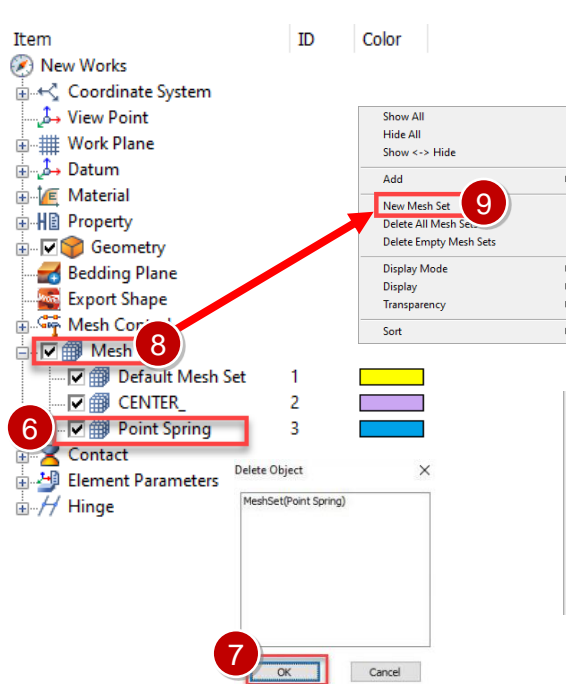 Item ID Color
New Works
Coordinate System
View Point
Work Plane
Datum
Material
Property
Geometry
Bedding Plane
Export Shape
Mesh
8
Mesh
Default Mesh Set 1
CENTER_ 2
6
Point Spring 3
Contact
Element Parameters
Hinge
Show All
Hide All
Show <-> Hide
Add
New Mesh Set
9
Delete All Mesh
Delete Empty Mesh Sets
Display Mode
Display
Transparency
Sort
Delete Object
MeshSet(Point Spring)
7
OK Cancel